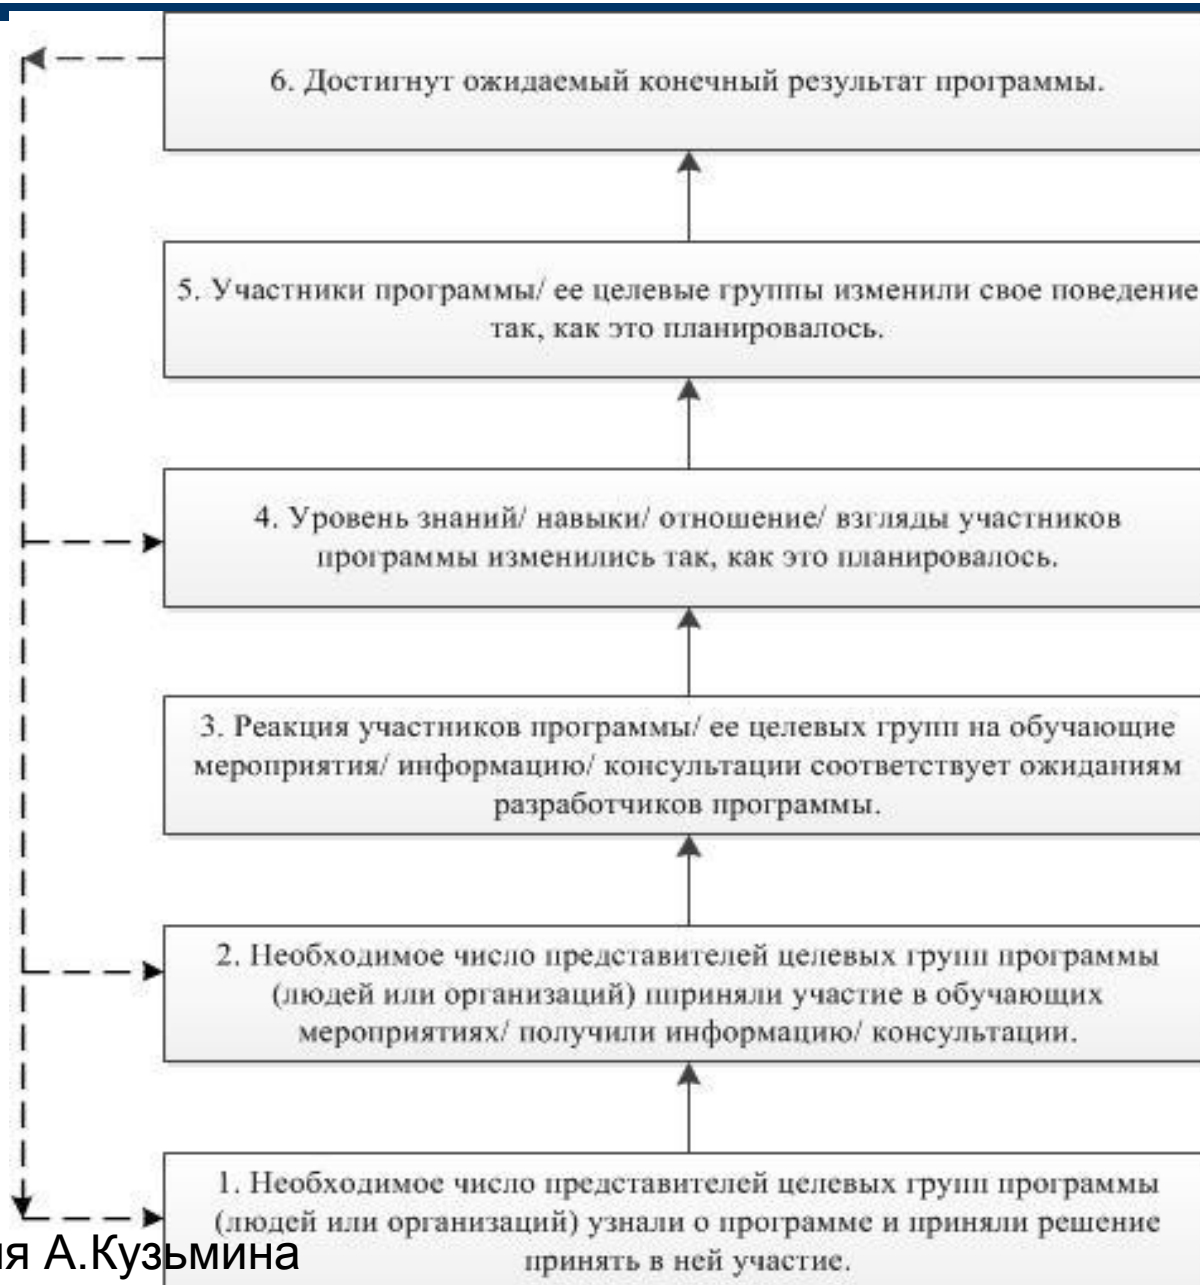 6. Достигнут ожидаемый конечный результат программы.
5. Участники программы/ ее целевые группы изменили свое поведение
так, как это планировалось.
4. Уровень знаний/ навыки/ отношение/ взгляды участников
программы изменились так, как это планировалось.
3. Реакция участников программы/ ее целевых групп на обучающие
мероприятия/ информацию/ консультации соответствует ожиданиям
разработчиков программы.
2. Необходимое число представителей целевых групп программы
(людей или организаций) пприняли участие в обучающих
мероприятиях/ получили информацию/ консультации.
1. Необходимое число представителей целевых групп программы
(людей или организаций) узнали о программе и приняли решение
принять в ней участие.
А.Кузьмина